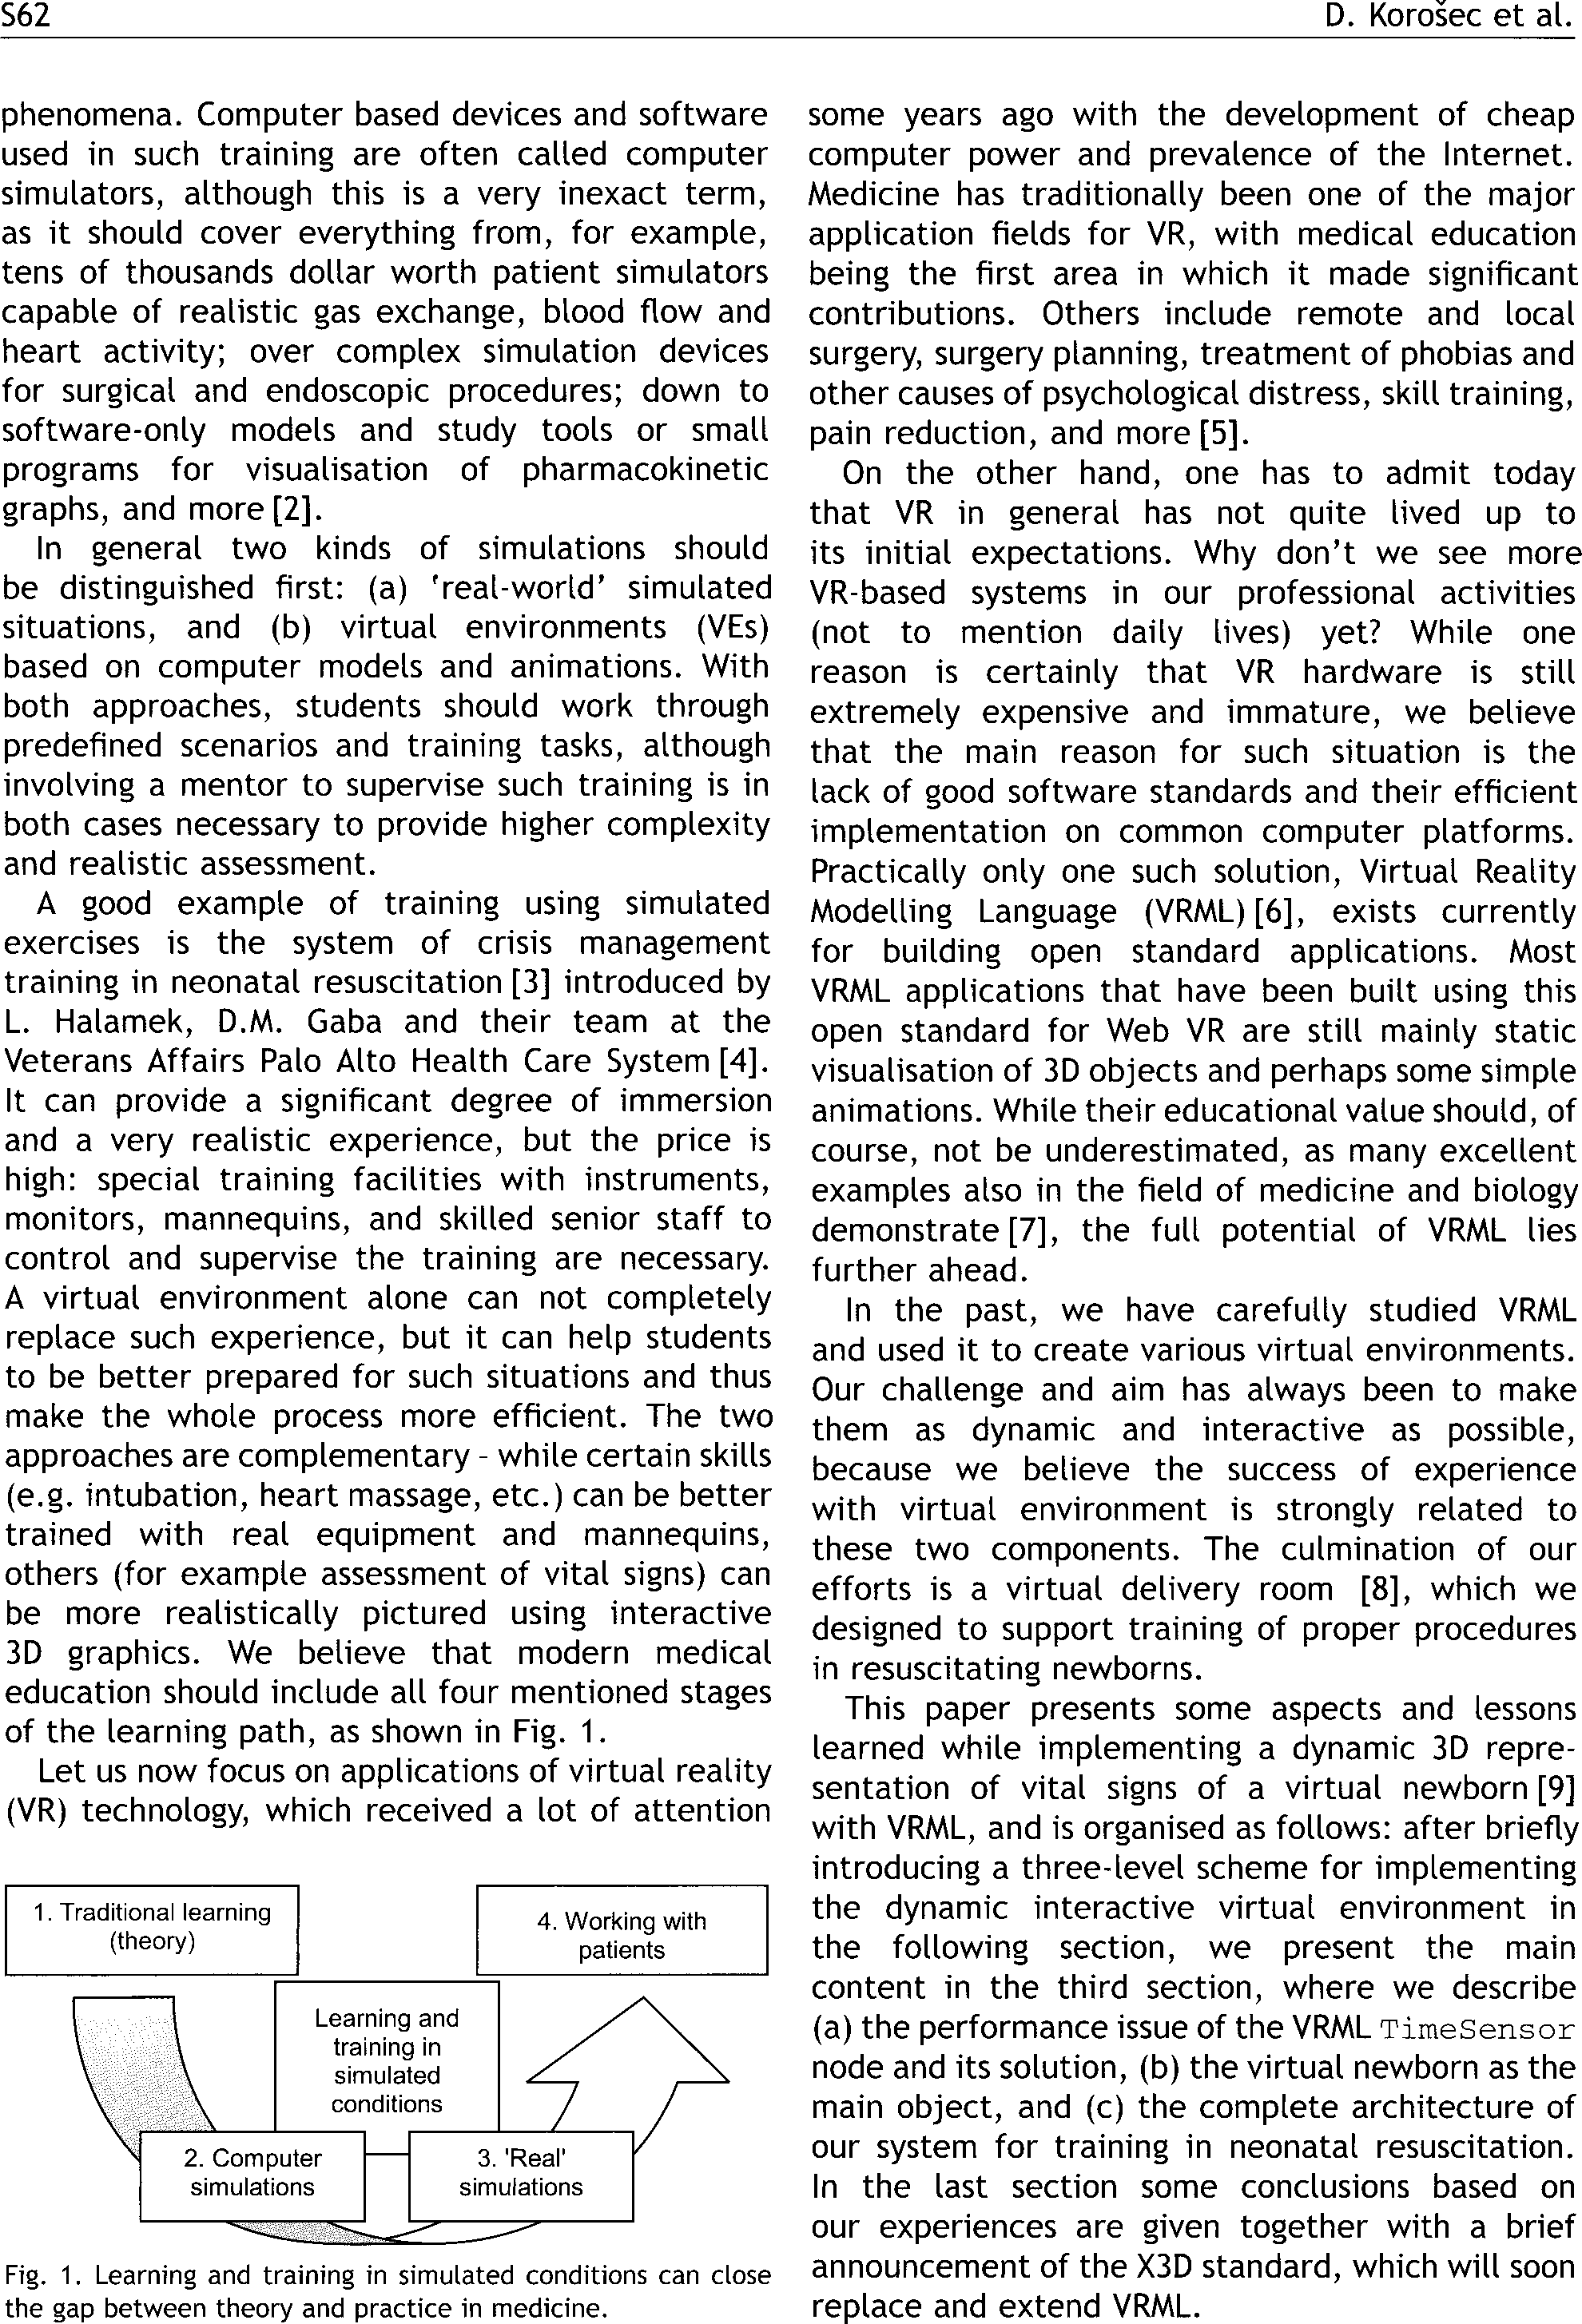 S62
D. Korošec et al.
phenomena. Computer based devices and software
used in such training are often called computer
simulators, although this is a very inexact term,
as it should cover everything from, for example,
tens of thousands dollar worth patient simulators
capable of realistic gas exchange, blood flow and
heart activity; over complex simulation devices
for surgical and endoscopic procedures; down to
software-only models and study tools or small
programs for visualisation of pharmacokinetic
graphs, and more [2].
In general two kinds of simulations should
be distinguished first: (a) ‘real-world’ simulated
situations, and (b) virtual environments (VEs)
based on computer models and animations. With
both approaches, students should work through
predefined scenarios and training tasks, although
involving a mentor to supervise such training is in
both cases necessary to provide higher complexity
and realistic assessment.
A good example of training using simulated
exercises is the system of crisis management
training in neonatal resuscitation [3] introduced by
L. Halamek, D.M. Gaba and their team at the
Veterans Affairs Palo Alto Health Care System [4].
It can provide a significant degree of immersion
and a very realistic experience, but the price is
high: special training facilities with instruments,
monitors, mannequins, and skilled senior staff to
control and supervise the training are necessary.
A virtual environment alone can not completely
replace such experience, but it can help students
to be better prepared for such situations and thus
make the whole process more efficient. The two
approaches are complementary - while certain skills
(e.g. intubation, heart massage, etc.) can be better
trained with real equipment and mannequins,
others (for example assessment of vital signs) can
be more realistically pictured using interactive
3D graphics. We believe that modern medical
education should include all four mentioned stages
of the learning path, as shown in Fig. 1.
Let us now focus on applications of virtual reality
(VR) technology, which received a lot of attention
1. Traditional learning
(theory)
4. Working with
patients
Learning and
training in
simulated
conditions
2. Computer
simulations
3. 'Real'
simulations
Fig. 1. Learning and training in simulated conditions can close
the gap between theory and practice in medicine.
some years ago with the development of cheap
computer power and prevalence of the Internet.
Medicine has traditionally been one of the major
application fields for VR, with medical education
being the first area in which it made significant
contributions. Others include remote and local
surgery, surgery planning, treatment of phobias and
other causes of psychological distress, skill training,
pain reduction, and more [5].
On the other hand, one has to admit today
that VR in general has not quite lived up to
its initial expectations. Why don’t we see more
VR-based systems in our professional activities
(not to mention daily lives) yet? While one
reason is certainly that VR hardware is still
extremely expensive and immature, we believe
that the main reason for such situation is the
lack of good software standards and their efficient
implementation on common computer platforms.
Practically only one such solution, Virtual Reality
Modelling Language (VRML) [6], exists currently
for building open standard applications. Most
VRML applications that have been built using this
open standard for Web VR are still mainly static
visualisation of 3D objects and perhaps some simple
animations. While their educational value should, of
course, not be underestimated, as many excellent
examples also in the field of medicine and biology
demonstrate [7], the full potential of VRML lies
further ahead.
In the past, we have carefully studied VRML
and used it to create various virtual environments.
Our challenge and aim has always been to make
them as dynamic and interactive as possible,
because we believe the success of experience
with virtual environment is strongly related to
these two components. The culmination of our
efforts is a virtual delivery room [8], which we
designed to support training of proper procedures
in resuscitating newborns.
This paper presents some aspects and lessons
learned while implementing a dynamic 3D repre-
sentation of vital signs of a virtual newborn [9]
with VRML, and is organised as follows: after briefly
introducing a three-level scheme for implementing
the dynamic interactive virtual environment in
the following section, we present the main
content in the third section, where we describe
(a) the performance issue of the VRML TimeSensor
node and its solution, (b) the virtual newborn as the
main object, and (c) the complete architecture of
our system for training in neonatal resuscitation.
In the last section some conclusions based on
our experiences are given together with a brief
announcement of the X3D standard, which will soon
replace and extend VRML.